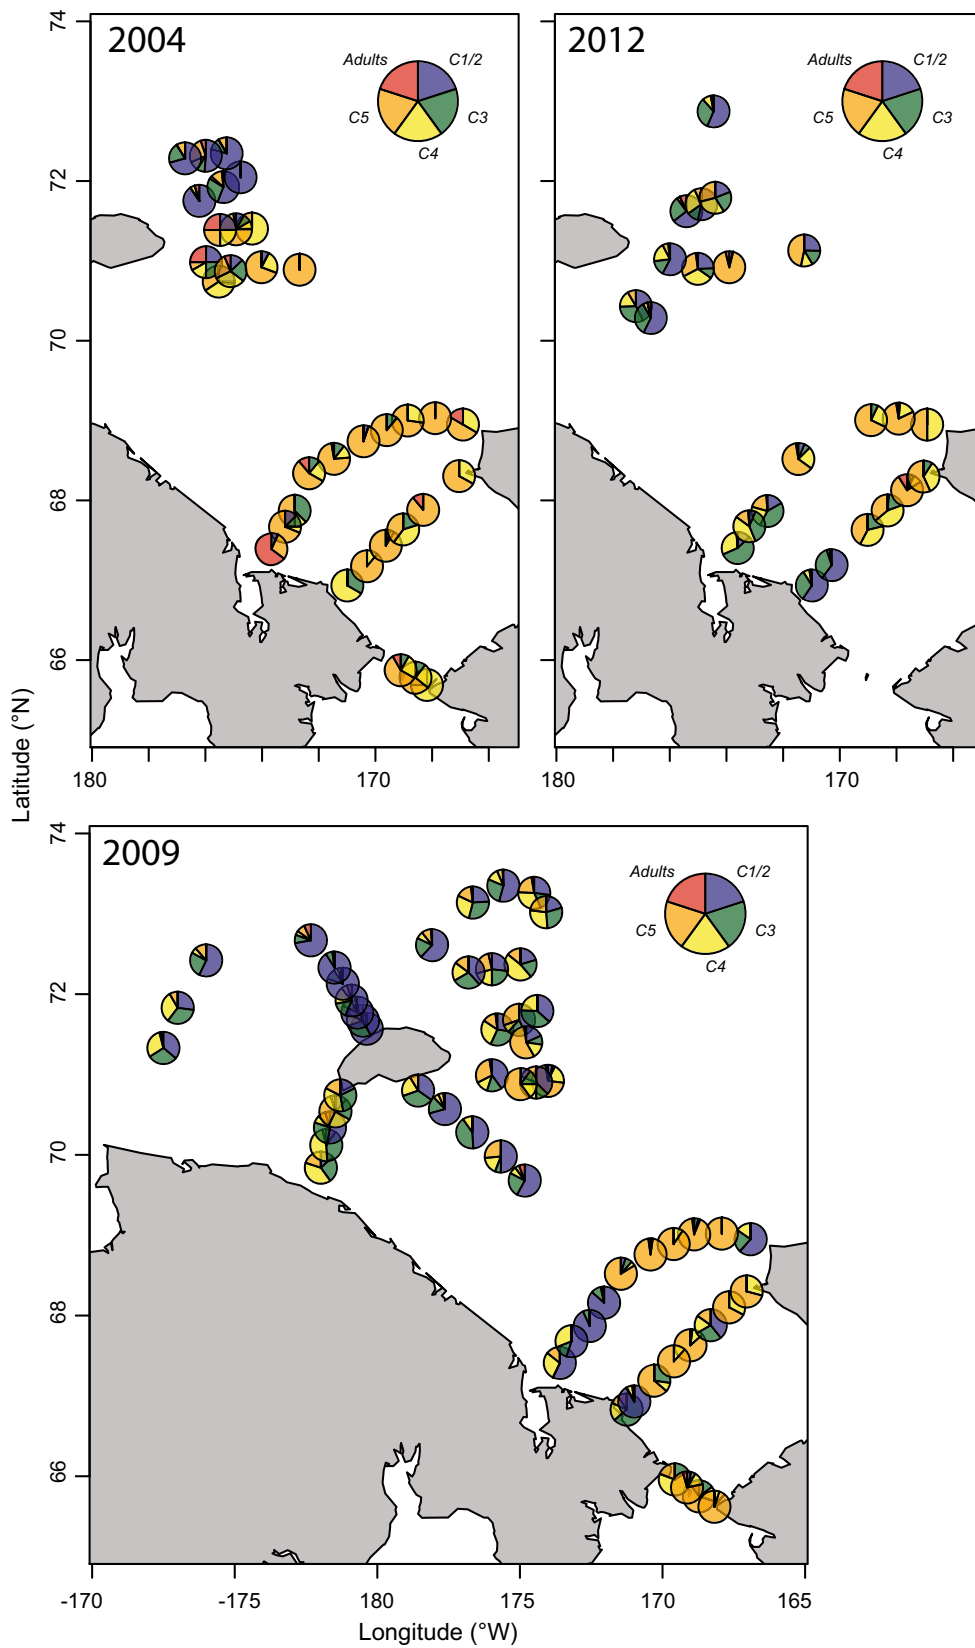 74
72
70
68
66
Latitude (°N)
2004
Adults
C1/2
C5
C3
C4
180
170
2012
Adults
C1/2
C5
C3
C4
180
170
74
72
70
68
66
2009
Adults
C1/2
C5
C3
C4
-170
-175
180
175
170
165
Longitude (°W)